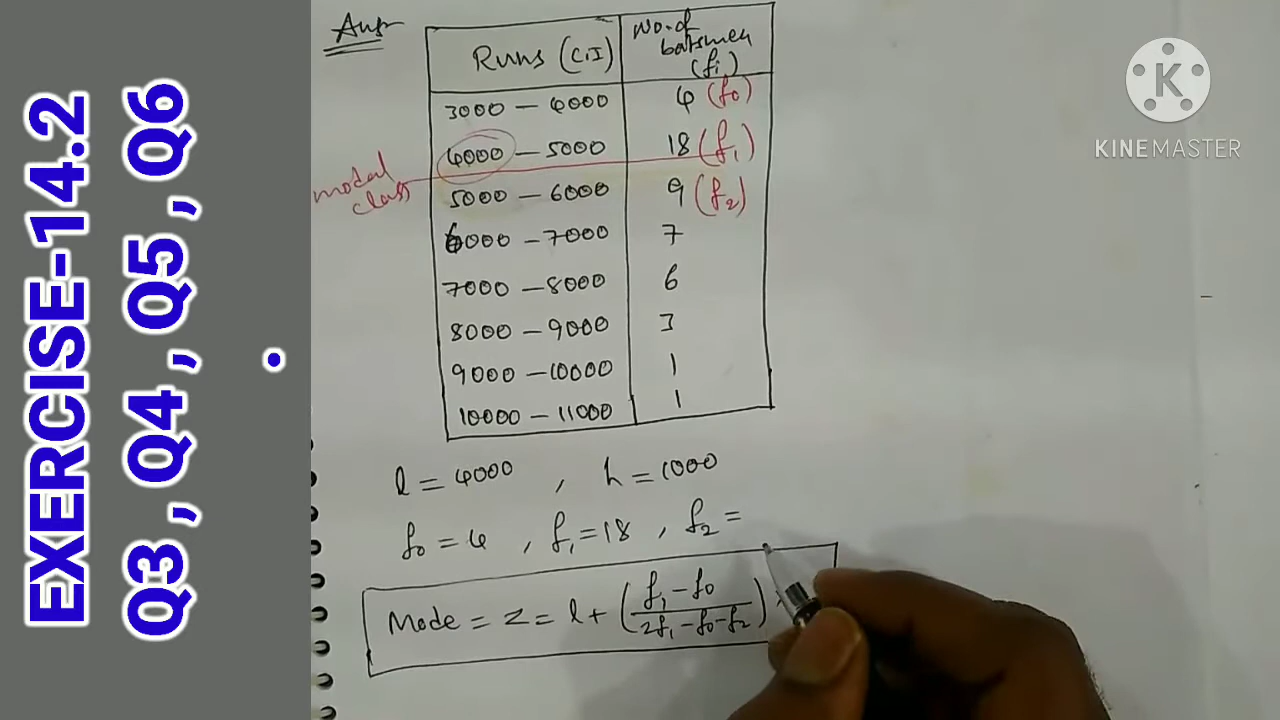 EXERCISE-14.2
Q3 , Q4 , Q5 , Q6 .
KINEMASTER
K
Ans
Runs (C.I) No. of batsmen (fi)
3000 — 4000 4 (f₀)
4000 — 5000 18 (f₁)
modal class
5000 — 6000 9 (f₂)
6000 — 7000 7
7000 — 8000 6
8000 — 9000 3
9000 — 10000 1
10000 — 11000 1
l = 4000 , h = 1000
f₀ = 4 , f₁ = 18 , f₂ =
Mode = Z = l + (f₁ - f₀ / 2f₁ - f₀ - f₂)